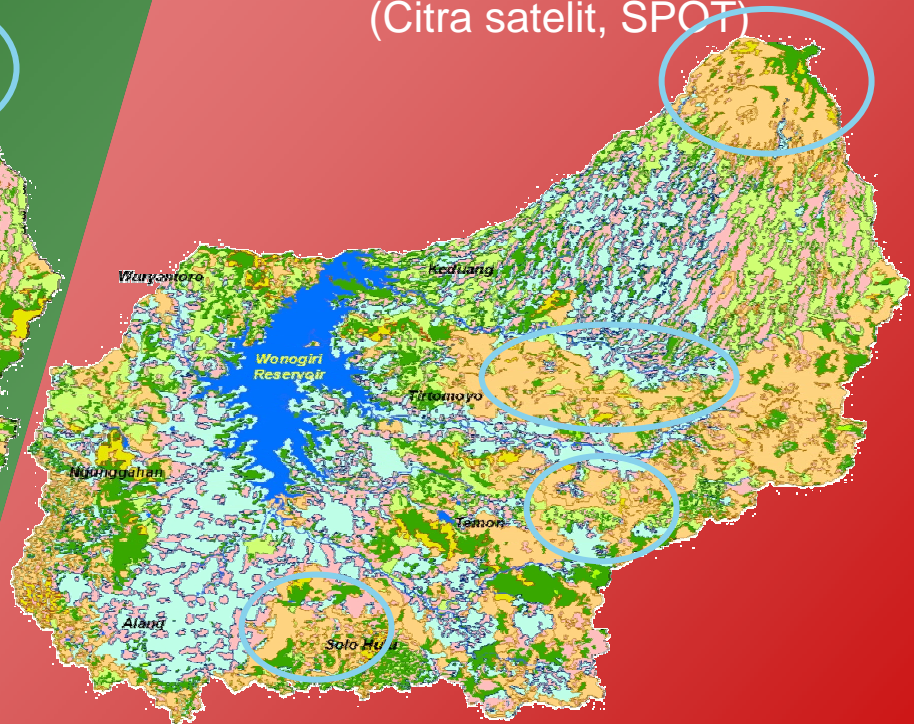 (Citra satelit, SPOT)
Wuryantoro
Keduang
Wonogiri
Reservoir
Tirtomoyo
Ngunggahan
Temon
Alang
Solo Hulu